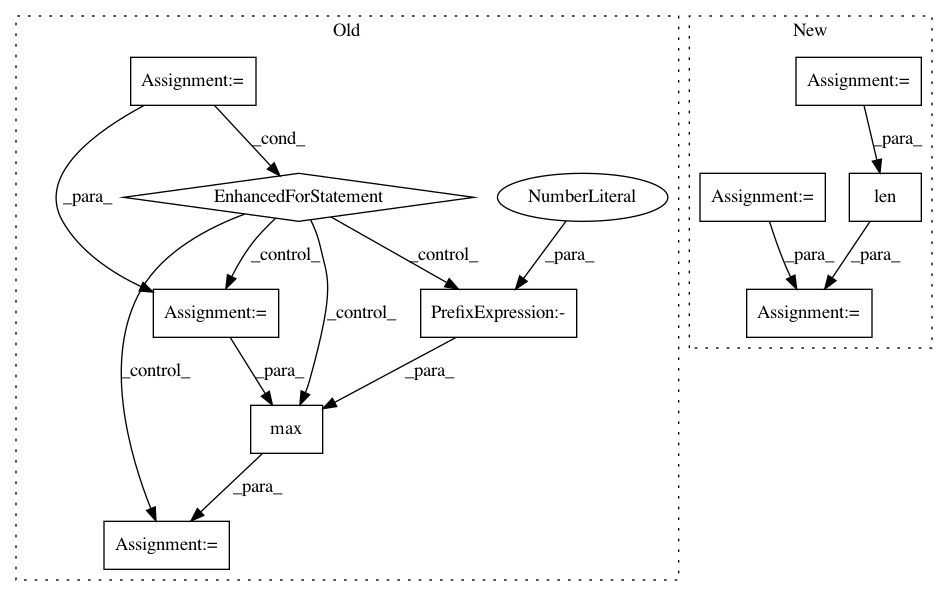 Old
New
Assignment:=
Assignment:=
_cond_
_para_
_para_
EnhancedForStatement
NumberLiteral
Assignment:=
len
_control_
_control_
_para_
_para_
_para_
Assignment:=
PrefixExpression:-
Assignment:=
_control_
_control_
_para_
_para_
max
_para_
Assignment:=